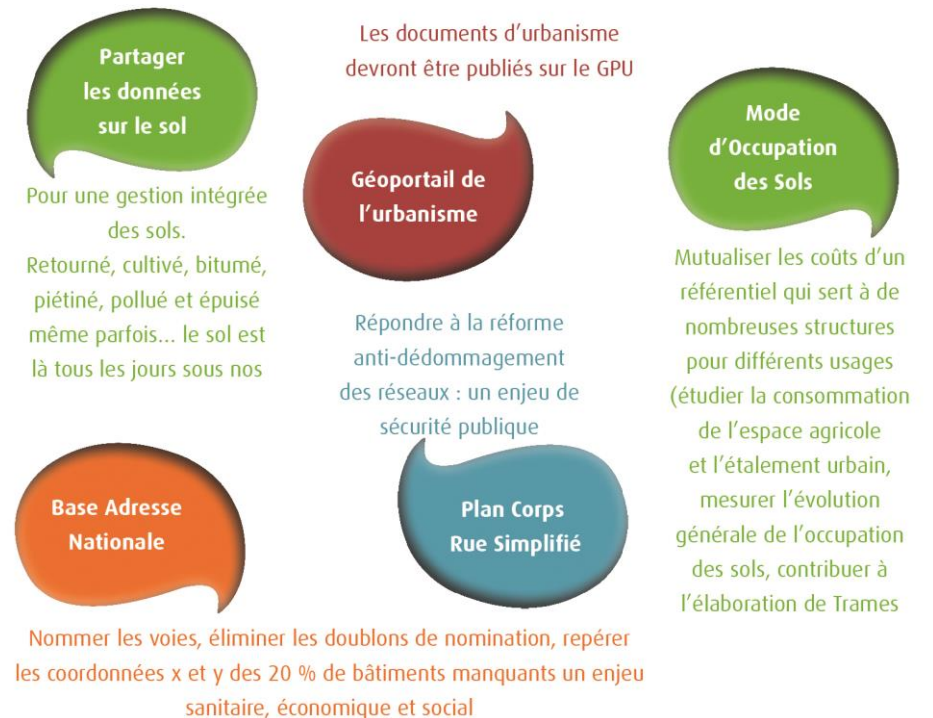 Partager
les données
sur le sol
Pour une gestion intégrée
des sols.
Retourné, cultivé, bitumé,
piétiné, pollué et épuisé
même parfois... le sol est
là tous les jours sous nos
Les documents d'urbanisme
devront être publiés sur le GPU
Géoportail de
l'urbanisme
Mode
d'Occupation
des Sols
Mutualiser les coûts d'un
référentiel qui sert à de
nombreuses structures
pour différents usages
(étudier la consommation
de l'espace agricole
et l'étalement urbain,
mesurer l'évolution
générale de l'occupation
des sols, contribuer à
l'élaboration de Trames
Répondre à la réforme
anti-dédommagement
des réseaux : un enjeu de
sécurité publique
Plan Corps
Rue Simplifié
Base Adresse
Nationale
Nommer les voies, éliminer les doublons de nomination, repérer
les coordonnées x et y des 20 % de bâtiments manquants un enjeu
sanitaire, économique et social